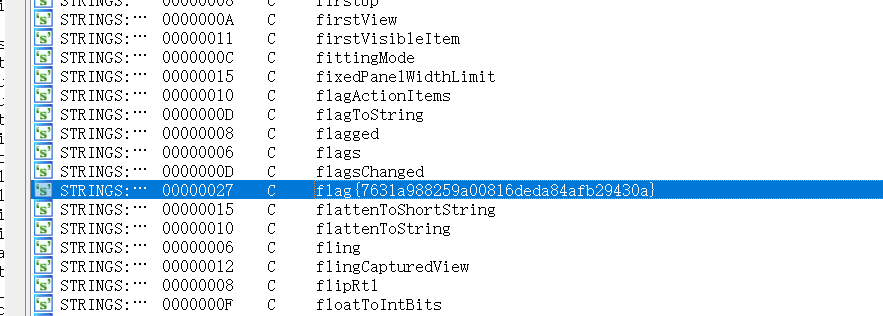 STRINGS:… 00000008 C firstUp
STRINGS:… 0000000A C firstView
STRINGS:… 00000011 C firstVisibleItem
STRINGS:… 0000000C C fittingMode
STRINGS:… 00000015 C fixedPanelWidthLimit
STRINGS:… 00000010 C flagActionItems
STRINGS:… 0000000D C flagToString
STRINGS:… 00000008 C flagged
STRINGS:… 00000006 C flags
STRINGS:… 0000000D C flagsChanged
STRINGS:… 00000027 C flag{7631a988259a00816deda84afb29430a}
STRINGS:… 00000015 C flattenToShortString
STRINGS:… 00000010 C flattenToString
STRINGS:… 00000006 C fling
STRINGS:… 00000012 C flingCapturedView
STRINGS:… 00000008 C flipRtl
STRINGS:… 0000000F C floatToIntBits